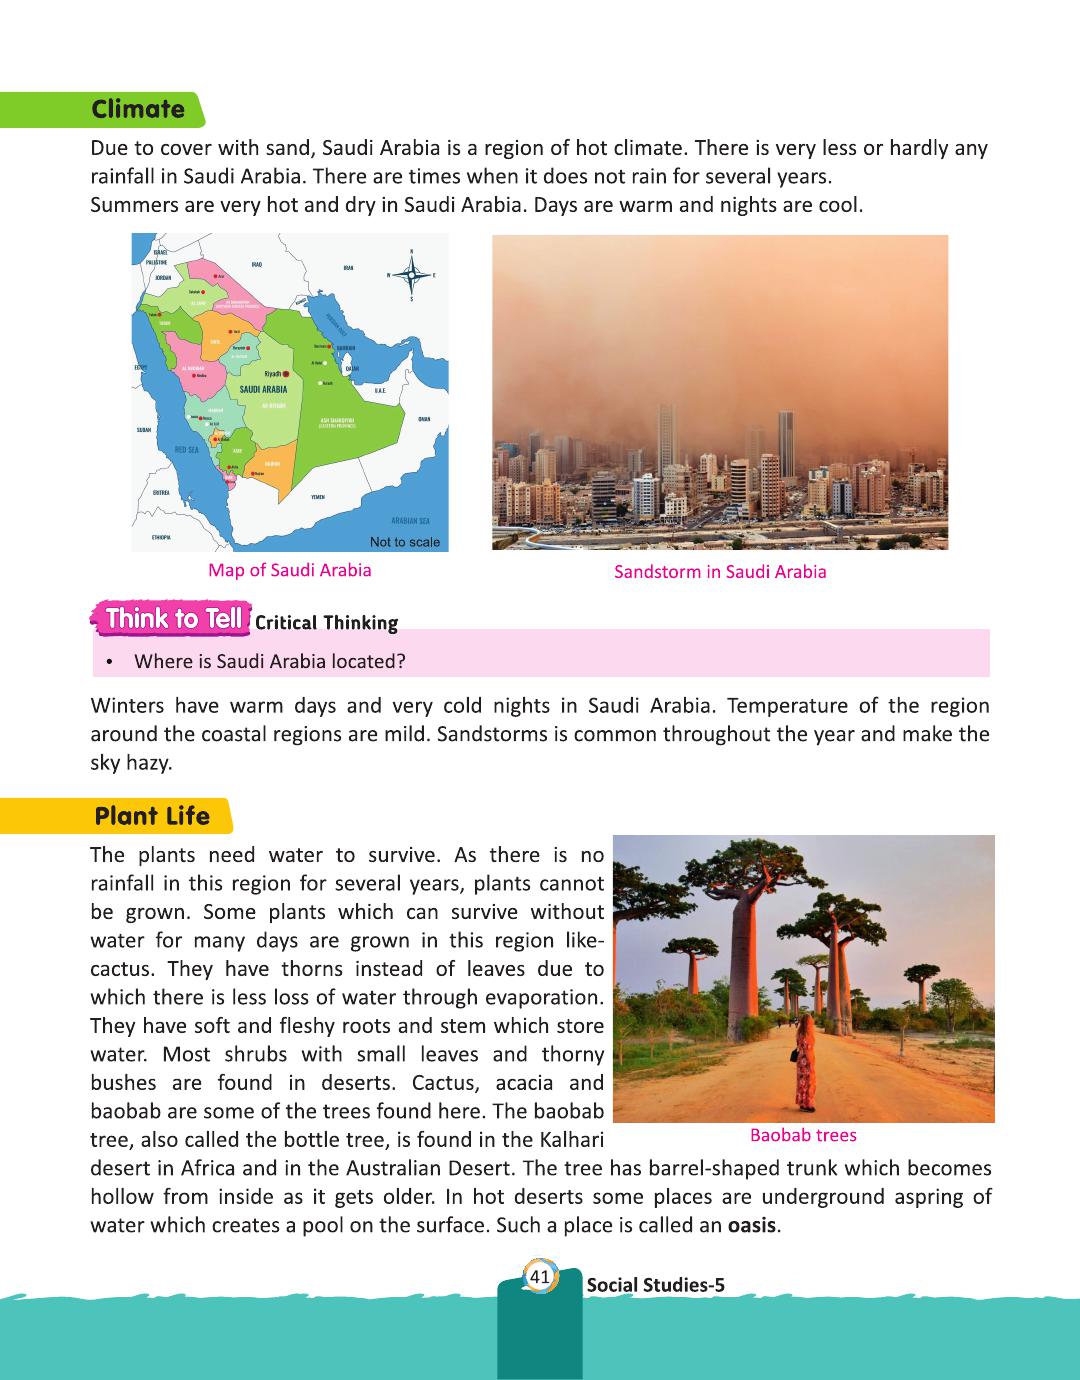 Climate
Due to cover with sand, Saudi Arabia is a region of hot climate. There is very less or hardly any
rainfall in Saudi Arabia. There are times when it does not rain for several years.
Summers are very hot and dry in Saudi Arabia. Days are warm and nights are cool.
ISRAEL
PALESTINE
JORDAN
IRAQ
IRAN
N
W
E
S
EGYPT
Riyadh
SAUDI ARABIA
BAHRAIN
QATAR
U.A.E.
OMAN
ASH SHARQIYAH
(EASTERN PROVINCE)
SUDAN
RED SEA
ERITREA
YEMEN
ARABIAN SEA
ETHIOPIA
Not to scale
Map of Saudi Arabia
Sandstorm in Saudi Arabia
Think to Tell Critical Thinking
• Where is Saudi Arabia located?
Winters have warm days and very cold nights in Saudi Arabia. Temperature of the region
around the coastal regions are mild. Sandstorms is common throughout the year and make the
sky hazy.
Plant Life
The plants need water to survive. As there is no
rainfall in this region for several years, plants cannot
be grown. Some plants which can survive without
water for many days are grown in this region like-
cactus. They have thorns instead of leaves due to
which there is less loss of water through evaporation.
They have soft and fleshy roots and stem which store
water. Most shrubs with small leaves and thorny
bushes are found in deserts. Cactus, acacia and
baobab are some of the trees found here. The baobab
tree, also called the bottle tree, is found in the Kalhari
desert in Africa and in the Australian Desert. The tree has barrel-shaped trunk which becomes
hollow from inside as it gets older. In hot deserts some places are underground aspring of
water which creates a pool on the surface. Such a place is called an oasis.
Baobab trees
41
Social Studies-5